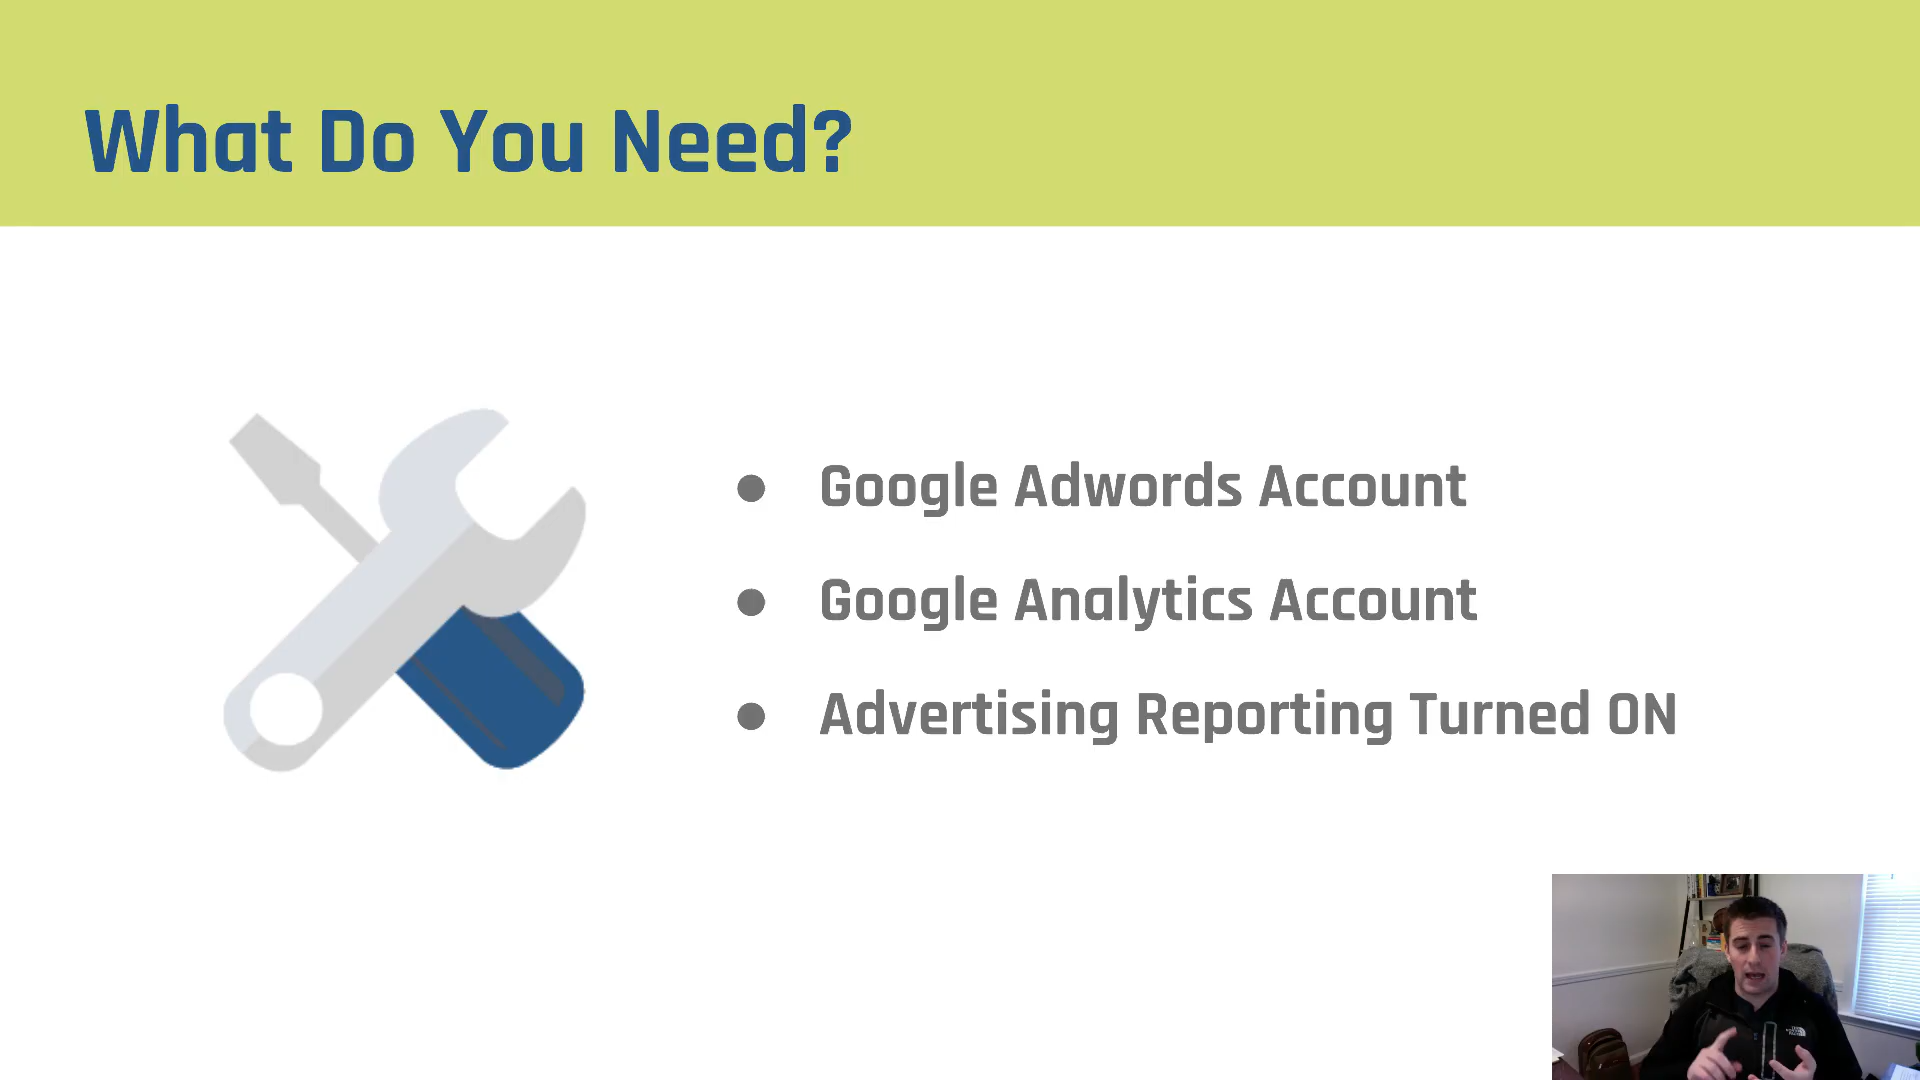 What Do You Need?
● Google Adwords Account
● Google Analytics Account
● Advertising Reporting Turned ON